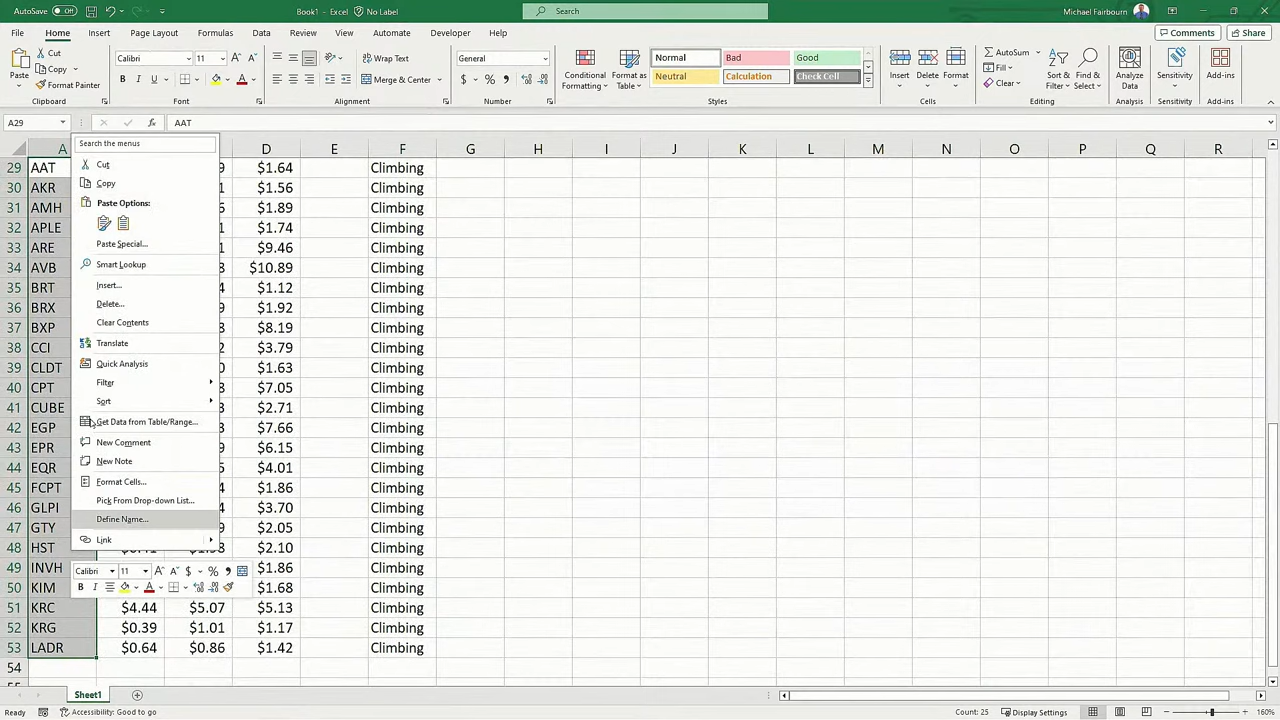 AutoSave Off Book1 - Excel No Label Search Michael Fairbourn
File Home Insert Page Layout Formulas Data Review View Automate Developer Help Comments Share
Paste Cut Copy Format Painter Clipboard
Calibri 11 B I U Font
Wrap Text Merge & Center Alignment
General $ % Number
Conditional Formatting Format as Table
Normal Bad Good
Neutral Calculation Check Cell
Styles
Insert Delete Format Cells
AutoSum Fill Clear Sort & Filter Find & Select Editing
Analyze Data Analysis
Sensitivity Sensitivity
Add-ins Add-ins
A29 fx AAT
A D E F G H I J K L M N O P Q R
29 AAT 9 $1.64 Climbing
30 AKR 1 $1.56 Climbing
31 AMH 6 $1.89 Climbing
32 APLE 1 $1.74 Climbing
33 ARE $9.46 Climbing
34 AVB 8 $10.89 Climbing
35 BRT 4 $1.12 Climbing
36 BRX 9 $1.92 Climbing
37 BXP 8 $8.19 Climbing
38 CCI 2 $3.79 Climbing
39 CLDT 0 $1.63 Climbing
40 CPT $7.05 Climbing
41 CUBE 3 $2.71 Climbing
42 EGP $7.66 Climbing
43 EPR $6.15 Climbing
44 EQR 5 $4.01 Climbing
45 FCPT 4 $1.86 Climbing
46 GLPI $3.70 Climbing
47 GTY $2.05 Climbing
48 HST $2.10 Climbing
49 INVH $1.86 Climbing
50 KIM $1.68 Climbing
51 KRC $4.44 $5.07 $5.13 Climbing
52 KRG $0.39 $1.01 $1.17 Climbing
53 LADR $0.64 $0.86 $1.42 Climbing
54
Search the menus
Cut
Copy
Paste Options:
Paste Special...
Smart Lookup
Insert...
Delete...
Clear Contents
Translate
Quick Analysis
Filter
Sort
Get Data from Table/Range...
New Comment
New Note
Format Cells...
Pick From Drop-down List...
Define Name...
Link
Calibri 11 A A $ %
B I A
Sheet1
Ready Accessibility: Good to go Count: 25 Display Settings 160%